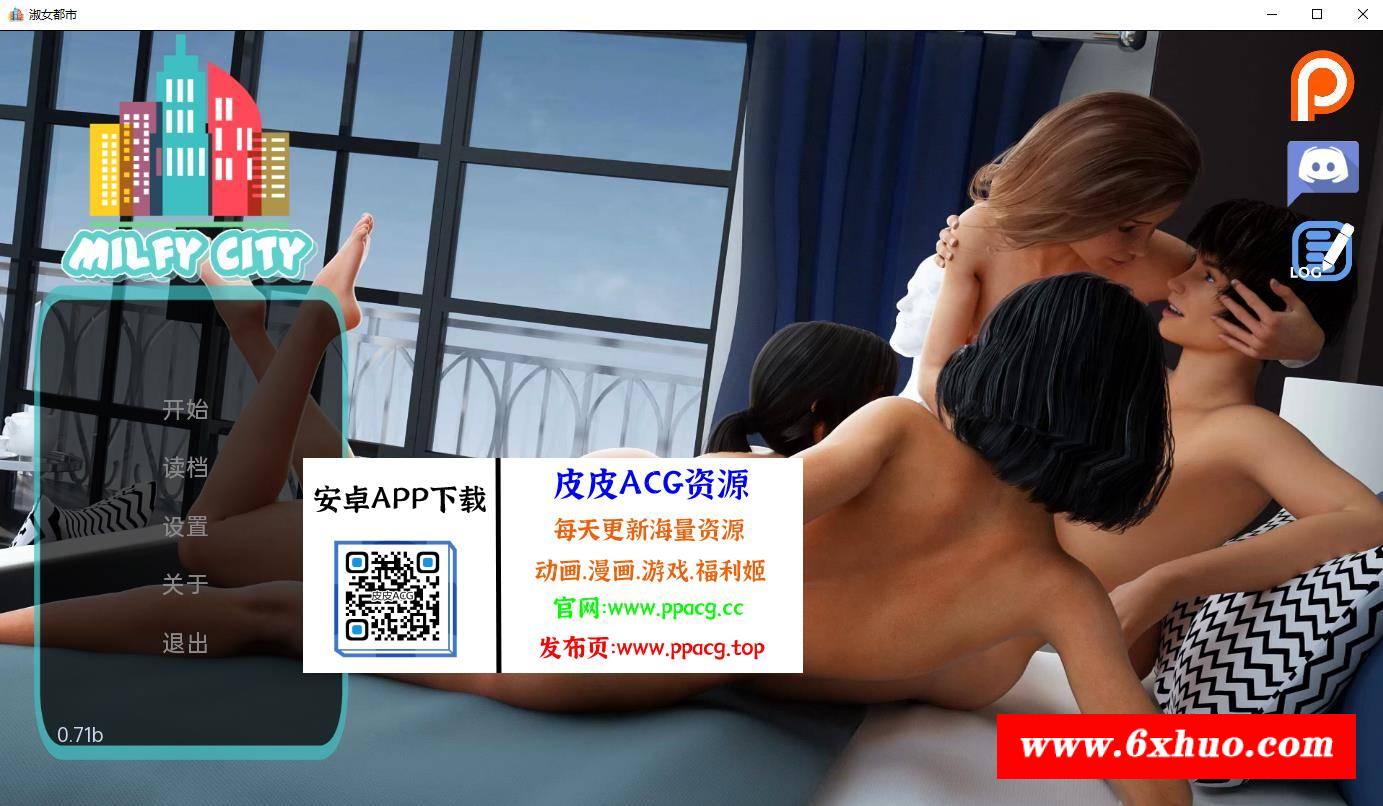 淑女都市
MILFY CITY
LOG
开始
读档
设置
关于
退出
0.71b
安卓APP下载
皮皮ACG
皮皮ACG资源
每天更新海量资源
动画.漫画.游戏.福利姬
官网:www.ppacg.cc
发布页:www.ppacg.top
www.6xhuo.com